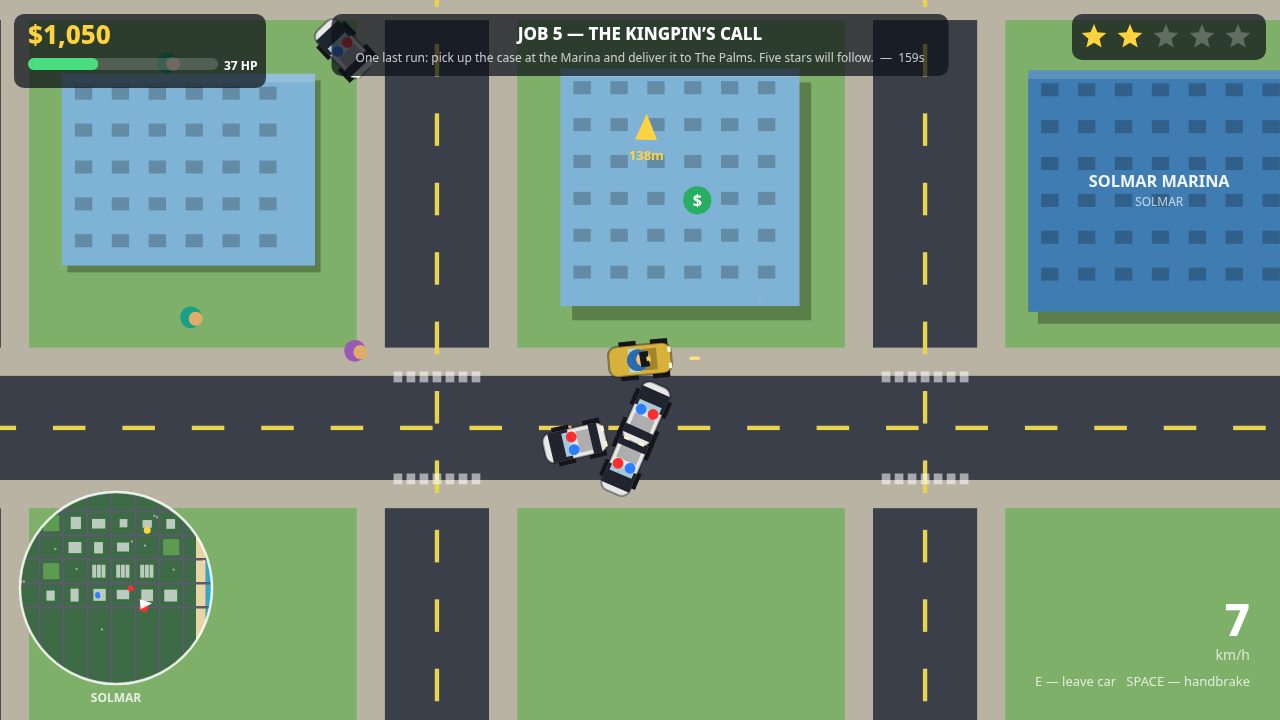 $1,050
37 HP
JOB 5 — THE KINGPIN'S CALL
One last run: pick up the case at the Marina and deliver it to The Palms. Five stars will follow. — 159s
138m
$
SOLMAR MARINA
SOLMAR
7
km/h
E — leave car SPACE — handbrake
SOLMAR